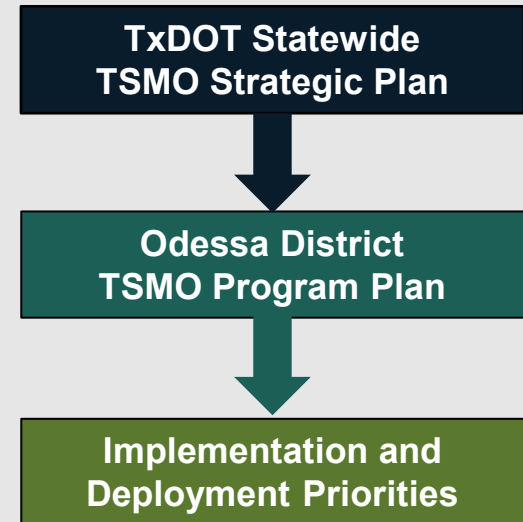 TxDOT Statewide
TSMO Strategic Plan
Odessa District
TSMO Program Plan
Implementation and
Deployment Priorities